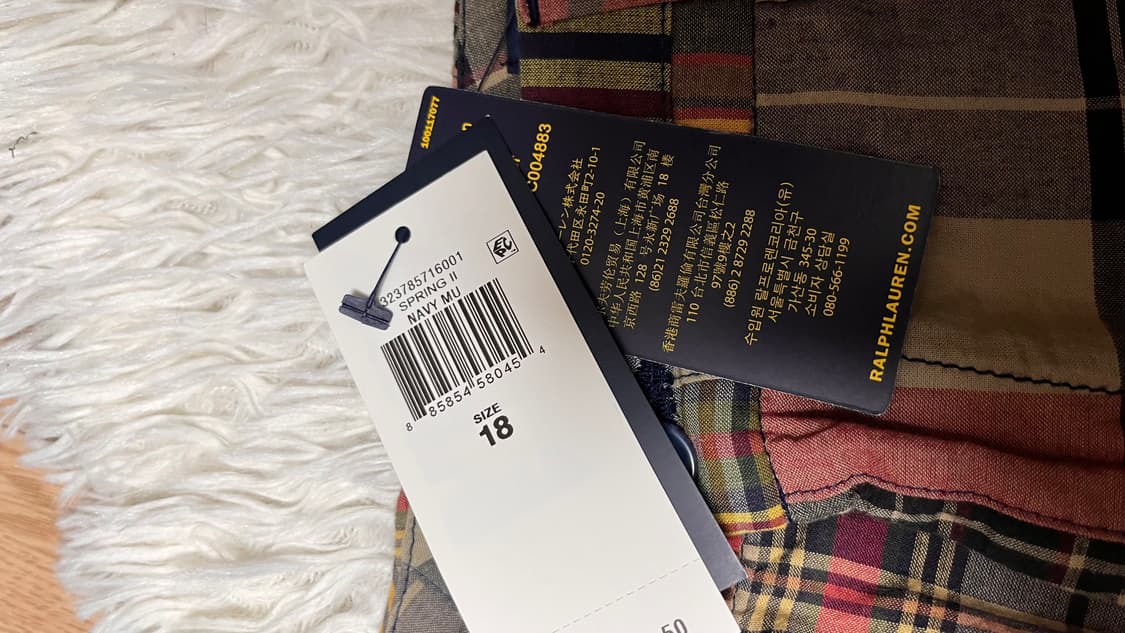 323785716001
SPRING II
NAVY MU
EPC
8 85854 58045 4
SIZE
18
50
100117077
C004883
レン株式会社
代田区永田町2-10-1
0120-3274-20
夫劳伦贸易（上海）有限公司
中华人民共和国上海市黄浦区南
京西路 128 号永新广场 18 楼
(86)21 2329 2688
香港商雷夫羅倫有限公司台灣分公司
110 台北市信義區松仁路
97號9樓之2
(886) 2 8729 2288
수입원 랄프로렌코리아(유)
서울특별시 금천구
가산동 345-30
소비자 상담실
080-566-1199
RALPHLAUREN.COM